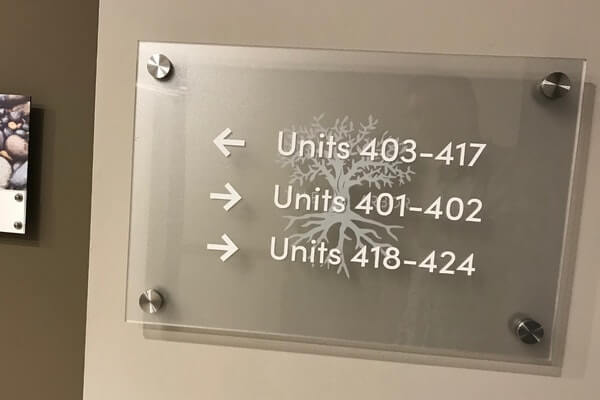 ← Units 403-417
→ Units 401-402
→ Units 418-424